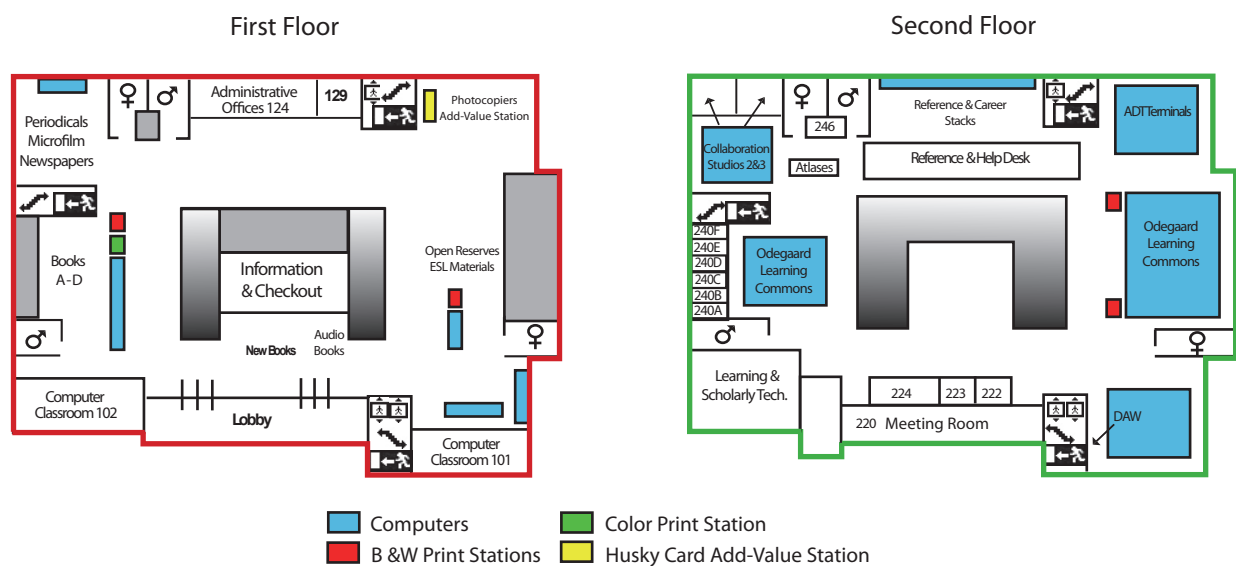 First Floor
Second Floor
Administrative
Offices 124
129
Photocopiers
Add-Value Station
Periodicals
Microfilm
Newspapers
Books
A-D
Information
& Checkout
Open Reserves
ESL Materials
New Books
Audio
Books
Computer
Classroom 102
Lobby
Computer
Classroom 101
246
Reference & Career
Stacks
ADT Terminals
Collaboration
Studios 2&3
Atlases
Reference & Help Desk
240F
240E
240D
240C
240B
240A
Odegaard
Learning
Commons
Odegaard
Learning
Commons
Learning &
Scholarly Tech.
224
223
222
220 Meeting Room
DAW
Computers
Color Print Station
B &W Print Stations
Husky Card Add-Value Station